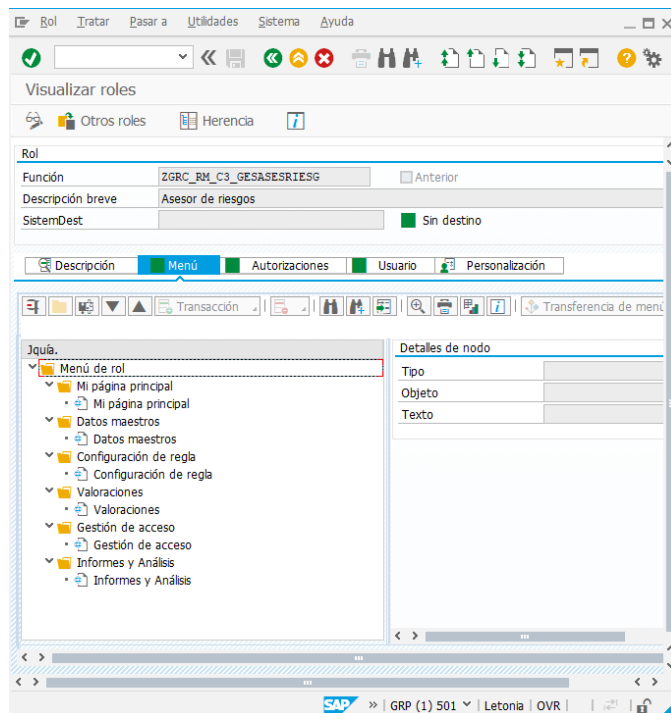 Rol Tratar Pasar a Utilidades Sistema Ayuda
Visualizar roles
Otros roles Herencia
Rol
Función ZGRC_RM_C3_GESASESRIESG Anterior
Descripción breve Asesor de riesgos
SistemDest Sin destino
Descripción Menú Autorizaciones Usuario Personalización
Transacción Transferencia de menú
Jquía. Detalles de nodo
Menú de rol Tipo
Mi página principal Objeto
Mi página principal Texto
Datos maestros
Datos maestros
Configuración de regla
Configuración de regla
Valoraciones
Valoraciones
Gestión de acceso
Gestión de acceso
Informes y Análisis
Informes y Análisis
SAP GRP (1) 501 Letonia OVR